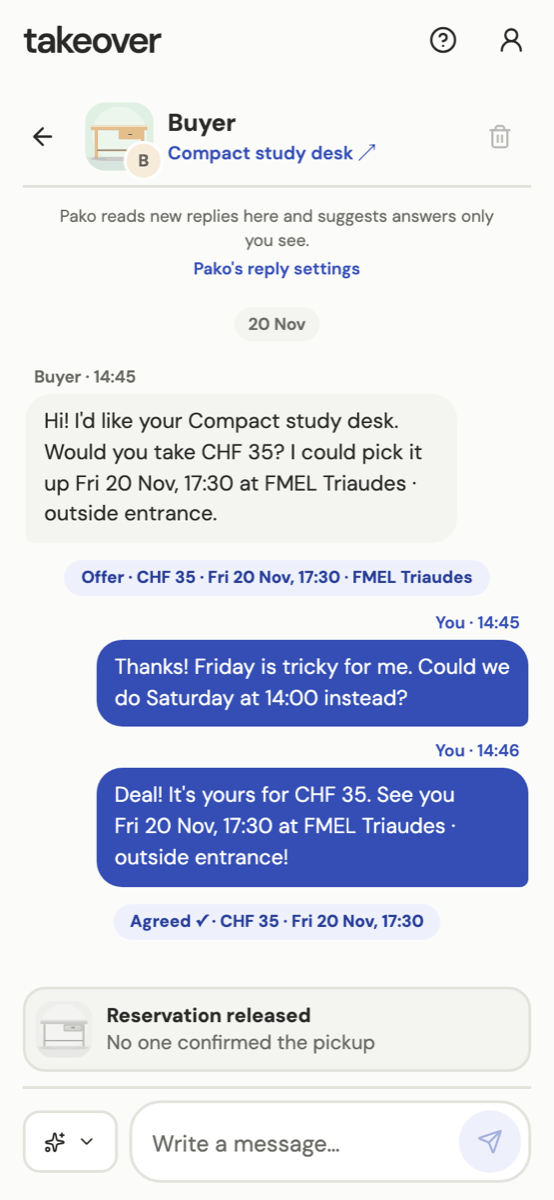 takeover
Buyer
B
Compact study desk ↗
Pako reads new replies here and suggests answers only
you see.
Pako's reply settings
20 Nov
Buyer · 14:45
Hi! I'd like your Compact study desk.
Would you take CHF 35? I could pick it
up Fri 20 Nov, 17:30 at FMEL Triaudes ·
outside entrance.
Offer · CHF 35 · Fri 20 Nov, 17:30 · FMEL Triaudes
You · 14:45
Thanks! Friday is tricky for me. Could we
do Saturday at 14:00 instead?
You · 14:46
Deal! It's yours for CHF 35. See you
Fri 20 Nov, 17:30 at FMEL Triaudes ·
outside entrance!
Agreed ✓ · CHF 35 · Fri 20 Nov, 17:30
Reservation released
No one confirmed the pickup
Write a message...